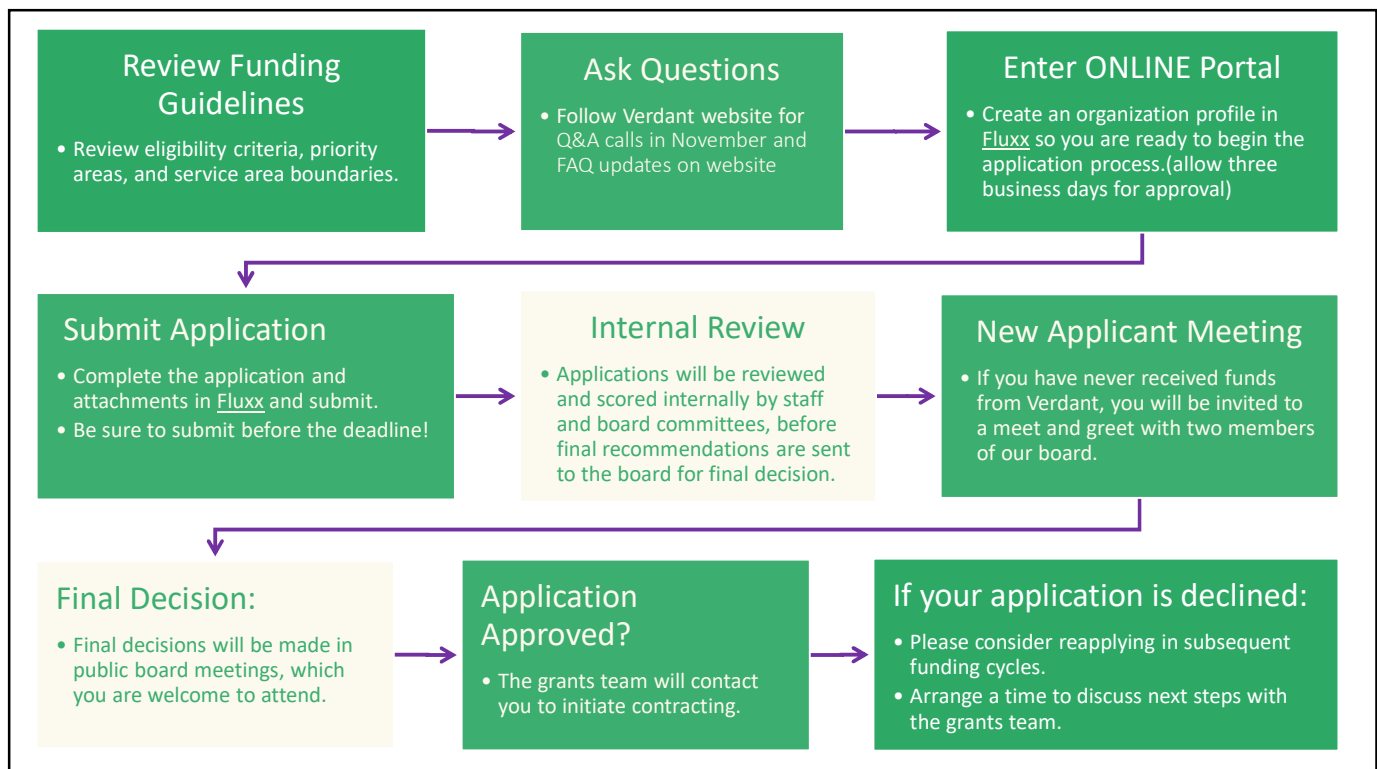 Review Funding
Guidelines
• Review eligibility criteria, priority
areas, and service area boundaries.
Ask Questions
• Follow Verdant website for
Q&A calls in November and
FAQ updates on website
Enter ONLINE Portal
• Create an organization profile in
Fluxx so you are ready to begin the
application process.(allow three
business days for approval)
Submit Application
• Complete the application and
attachments in Fluxx and submit.
• Be sure to submit before the deadline!
Internal Review
• Applications will be reviewed
and scored internally by staff
and board committees, before
final recommendations are sent
to the board for final decision.
New Applicant Meeting
• If you have never received funds
from Verdant, you will be invited to
a meet and greet with two members
of our board.
Final Decision:
• Final decisions will be made in
public board meetings, which
you are welcome to attend.
Application
Approved?
• The grants team will contact
you to initiate contracting.
If your application is declined:
• Please consider reapplying in subsequent
funding cycles.
• Arrange a time to discuss next steps with
the grants team.